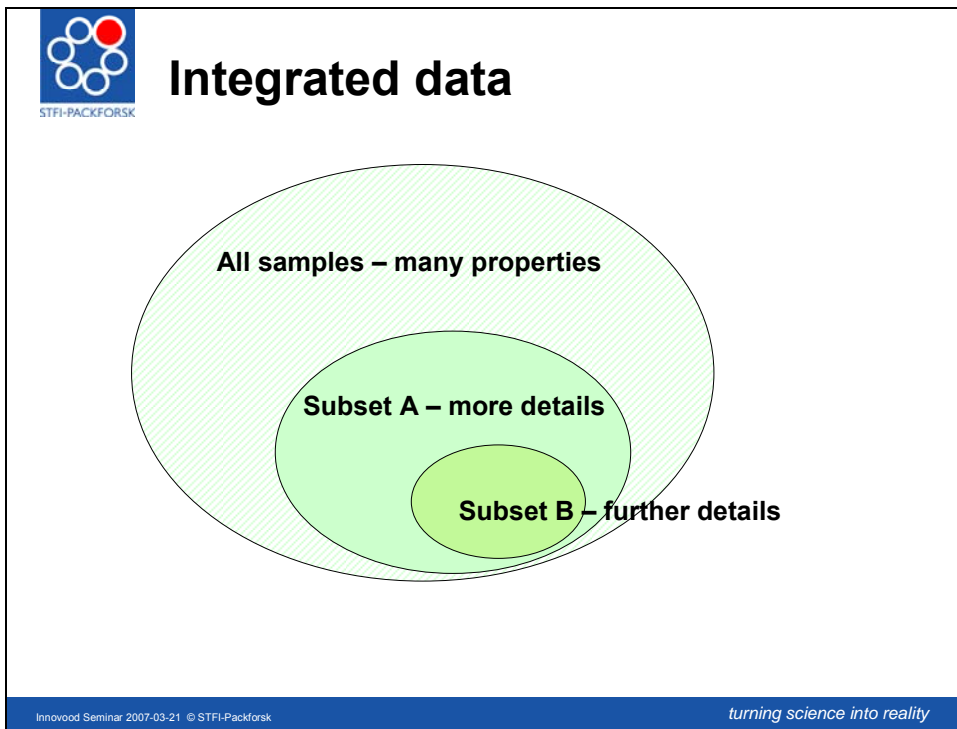 STFI-PACKFORSK
Integrated data
All samples – many properties
Subset A – more details
Subset B – further details
Innovood Seminar 2007-03-21 © STFI-Packforsk
turning science into reality